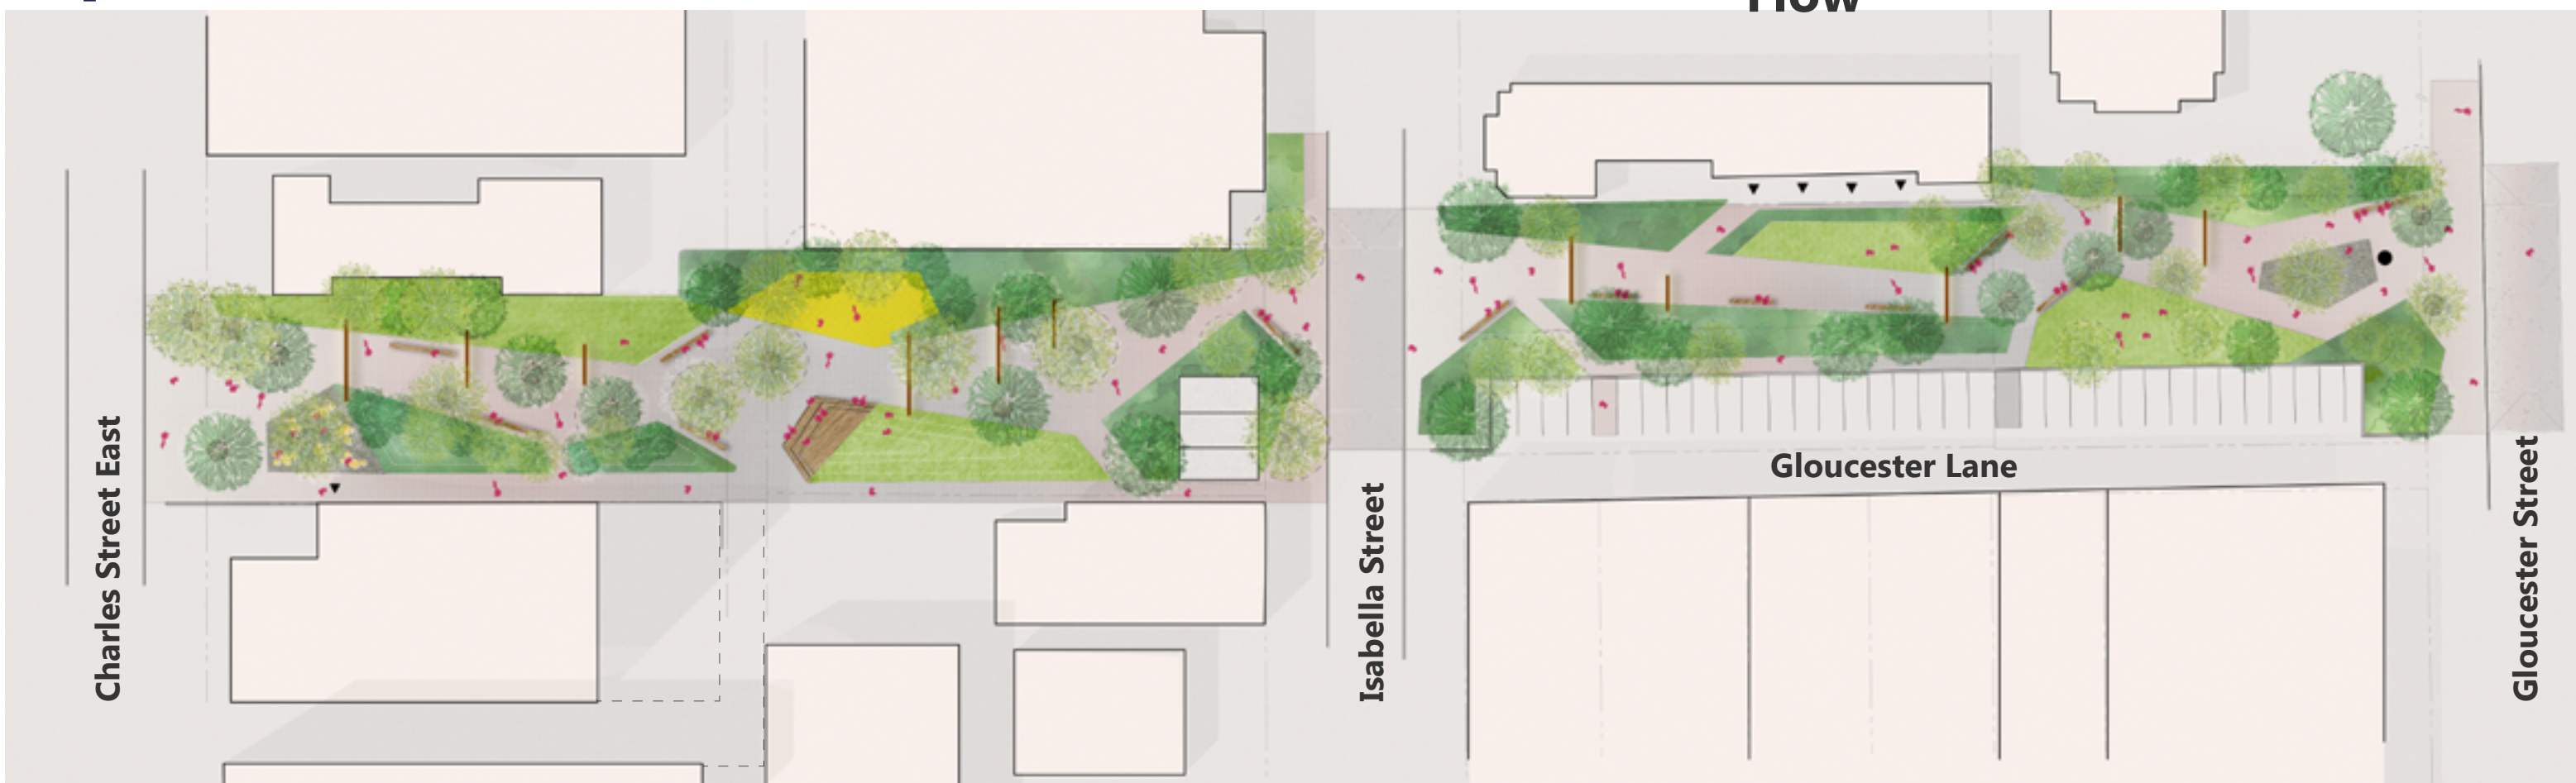 Flow
Charles Street East
Isabella Street
Gloucester Lane
Gloucester Street